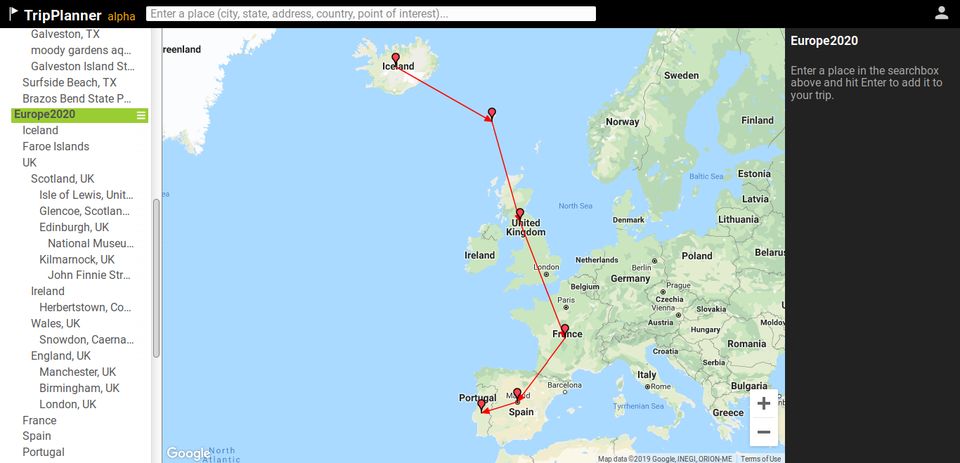 TripPlanner alpha
Enter a place (city, state, address, country, point of interest)...
Galveston, TX
moody gardens aq...
Galveston Island St...
Surfside Beach, TX
Brazos Bend State P...
Europe2020
Iceland
Faroe Islands
UK
Scotland, UK
Isle of Lewis, Unit...
Glencoe, Scotlan...
Edinburgh, UK
National Museu...
Kilmarnock, UK
John Finnie Str...
Ireland
Herbertstown, Co...
Wales, UK
Snowdon, Caerna...
England, UK
Manchester, UK
Birmingham, UK
London, UK
France
Spain
Portugal
reenland
Iceland
Sweden
Norway
Finland
Estonia
Baltic Sea
Latvia
North Sea
Denmark
Lithuania
United
Kingdom
Ireland
Belarus
London
Netherlands
Berlin
Poland
Germany
Belgium
Paris
Prague
Czechia
Vienna
Slovakia
Austria
Hungary
Moldov
France
Romania
Croatia
Serbia
Italy
Barcelona
Rome
Bulgaria
Portugal
Spain
Tyrrhenian Sea
Greece
North
Atlantic
Google
Map data ©2019 Google, INEGI, ORION-ME
Terms of Use
Europe2020
Enter a place in the searchbox
above and hit Enter to add it to
your trip.